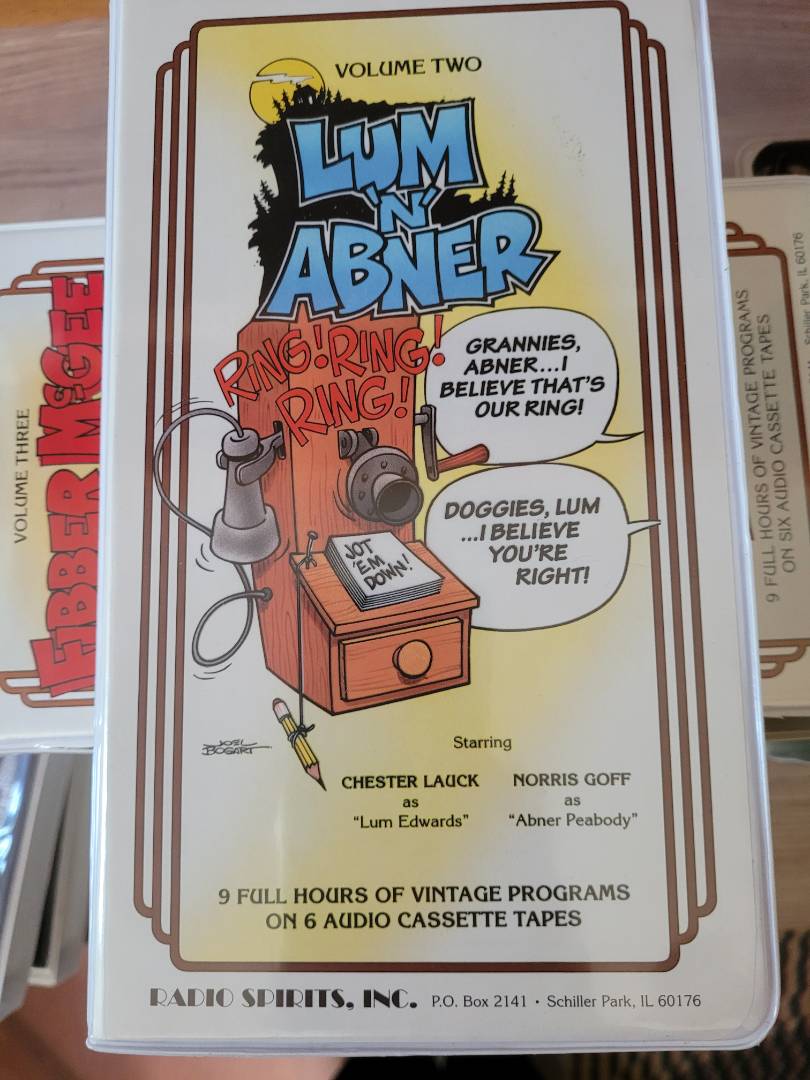 VOLUME TWO
LUM
'N'
ABNER
RING! RING!
RING!
GRANNIES,
ABNER...I
BELIEVE THAT'S
OUR RING!
DOGGIES, LUM
...I BELIEVE
YOU'RE
RIGHT!
JOT
'EM
DOWN!
JOEL
BOGART
Starring
CHESTER LAUCK
as
"Lum Edwards"
NORRIS GOFF
as
"Abner Peabody"
9 FULL HOURS OF VINTAGE PROGRAMS
ON 6 AUDIO CASSETTE TAPES
RADIO SPIRITS, INC. P.O. Box 2141 • Schiller Park, IL 60176
VOLUME THREE
FIBBER McGEE
9 FULL HOURS OF VINTAGE PROGRAMS
ON SIX AUDIO CASSETTE TAPES
Schiller Park, IL 60176